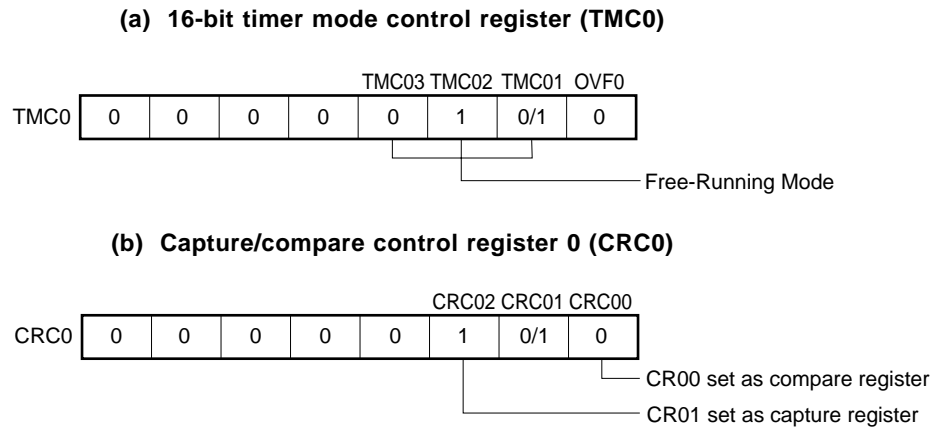 (a) 16-bit timer mode control register (TMC0)
TMC03 TMC02 TMC01 OVF0
TMC0 0 0 0 0 0 1 0/1 0
Free-Running Mode
(b) Capture/compare control register 0 (CRC0)
CRC02 CRC01 CRC00
CRC0 0 0 0 0 0 1 0/1 0
CR00 set as compare register
CR01 set as capture register